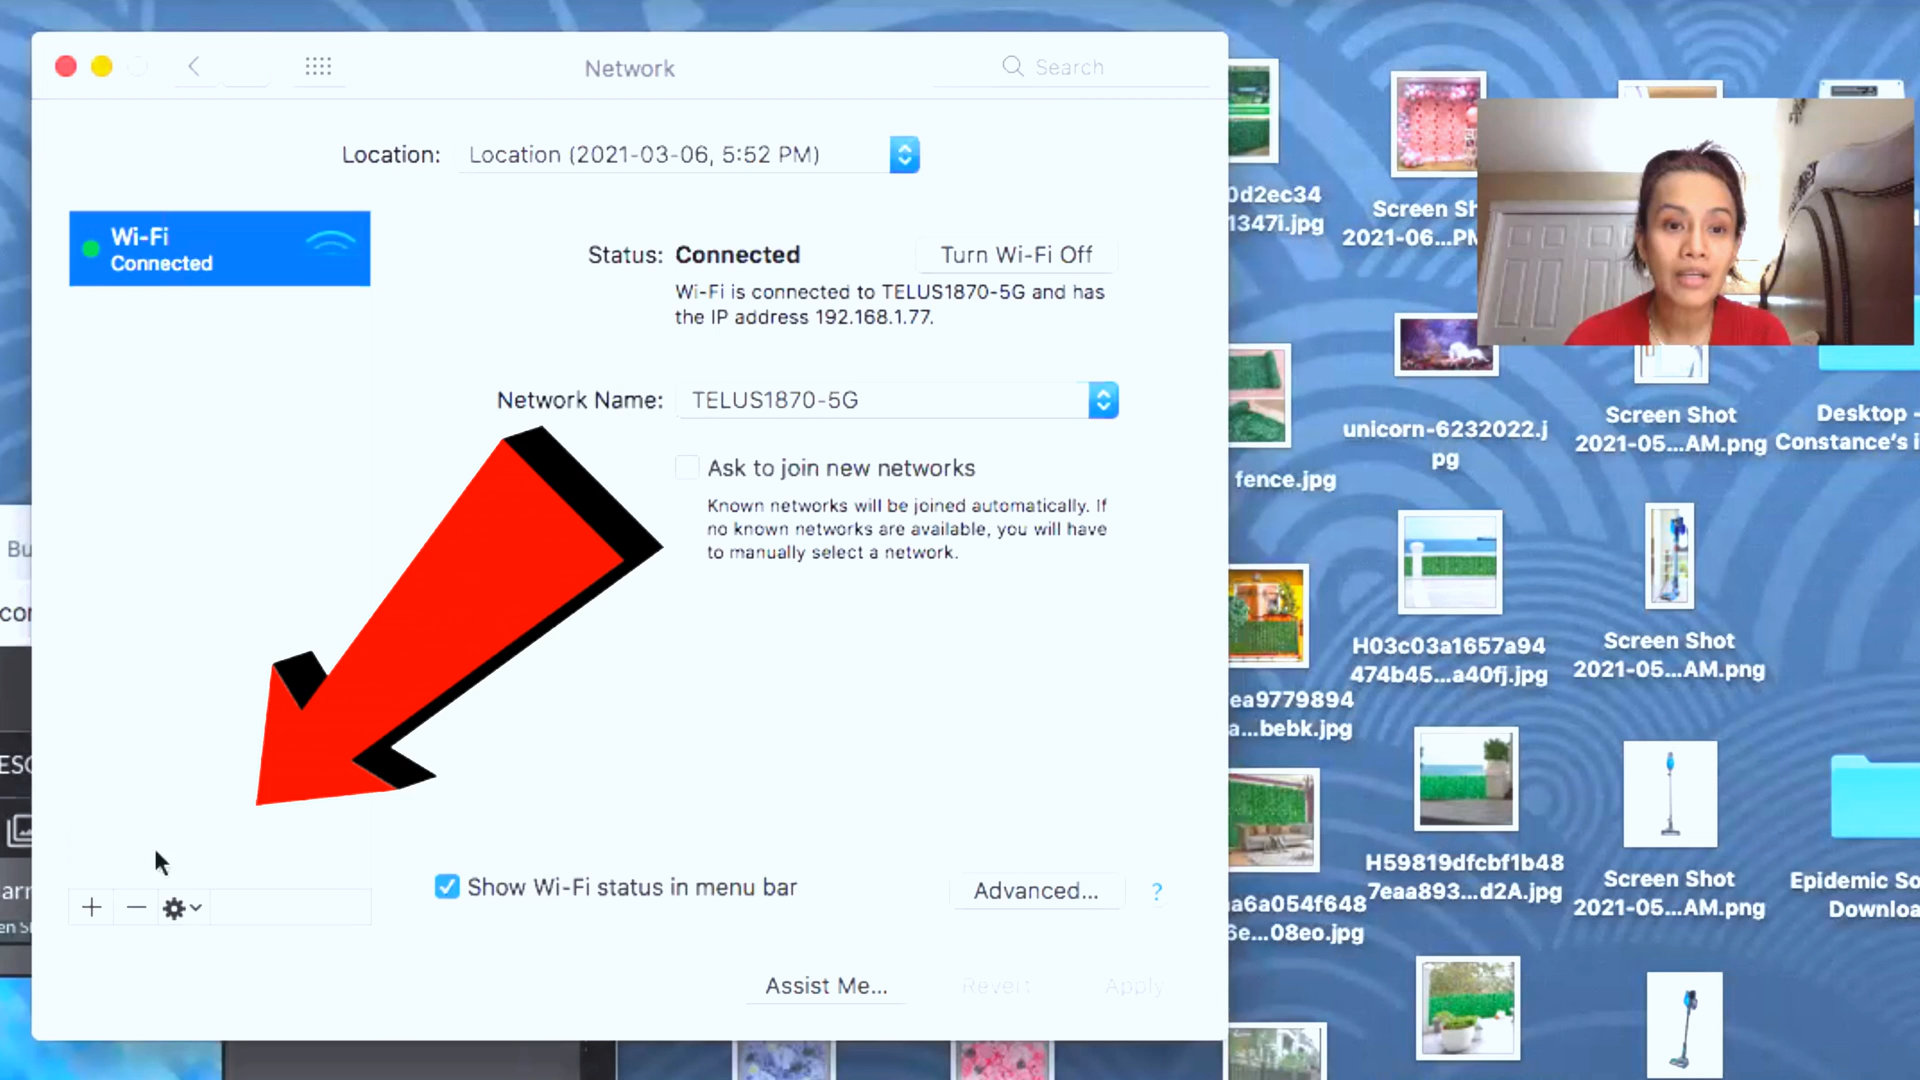 Network
Search
Location:
Location (2021-03-06, 5:52 PM)
Wi-Fi
Connected
Status:
Connected
Turn Wi-Fi Off
Wi-Fi is connected to TELUS1870-5G and has
the IP address 192.168.1.77.
Network Name:
TELUS1870-5G
Ask to join new networks
Known networks will be joined automatically. If
no known networks are available, you will have
to manually select a network.
Show Wi-Fi status in menu bar
Advanced...
?
Assist Me...
Revert
Apply
0d2ec34
1347i.jpg
Screen Sh
2021-06...PM
fence.jpg
unicorn-6232022.j
pg
Screen Shot
2021-05...AM.png
Desktop -
Constance's i
ea9779894
a...bebk.jpg
H03c03a1657a94
474b45...a40fj.jpg
Screen Shot
2021-05...AM.png
a6a054f648
6e...08eo.jpg
H59819dfcbf1b48
7eaa893...d2A.jpg
Screen Shot
2021-05...AM.png
Epidemic So
Downloa
Bu